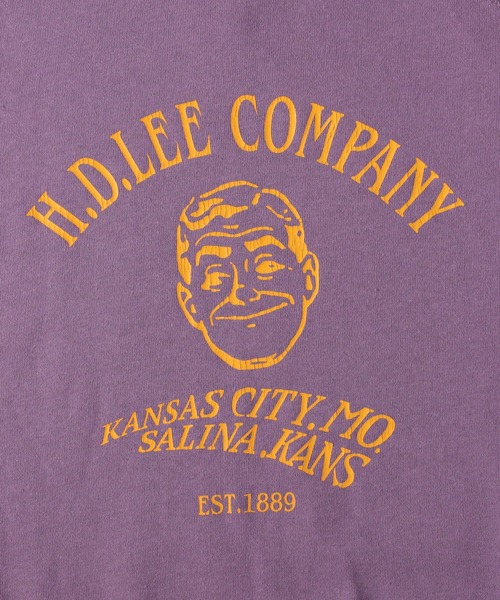 H.D.LEE COMPANY
KANSAS CITY.MO.
SALINA.KANS
EST.1889